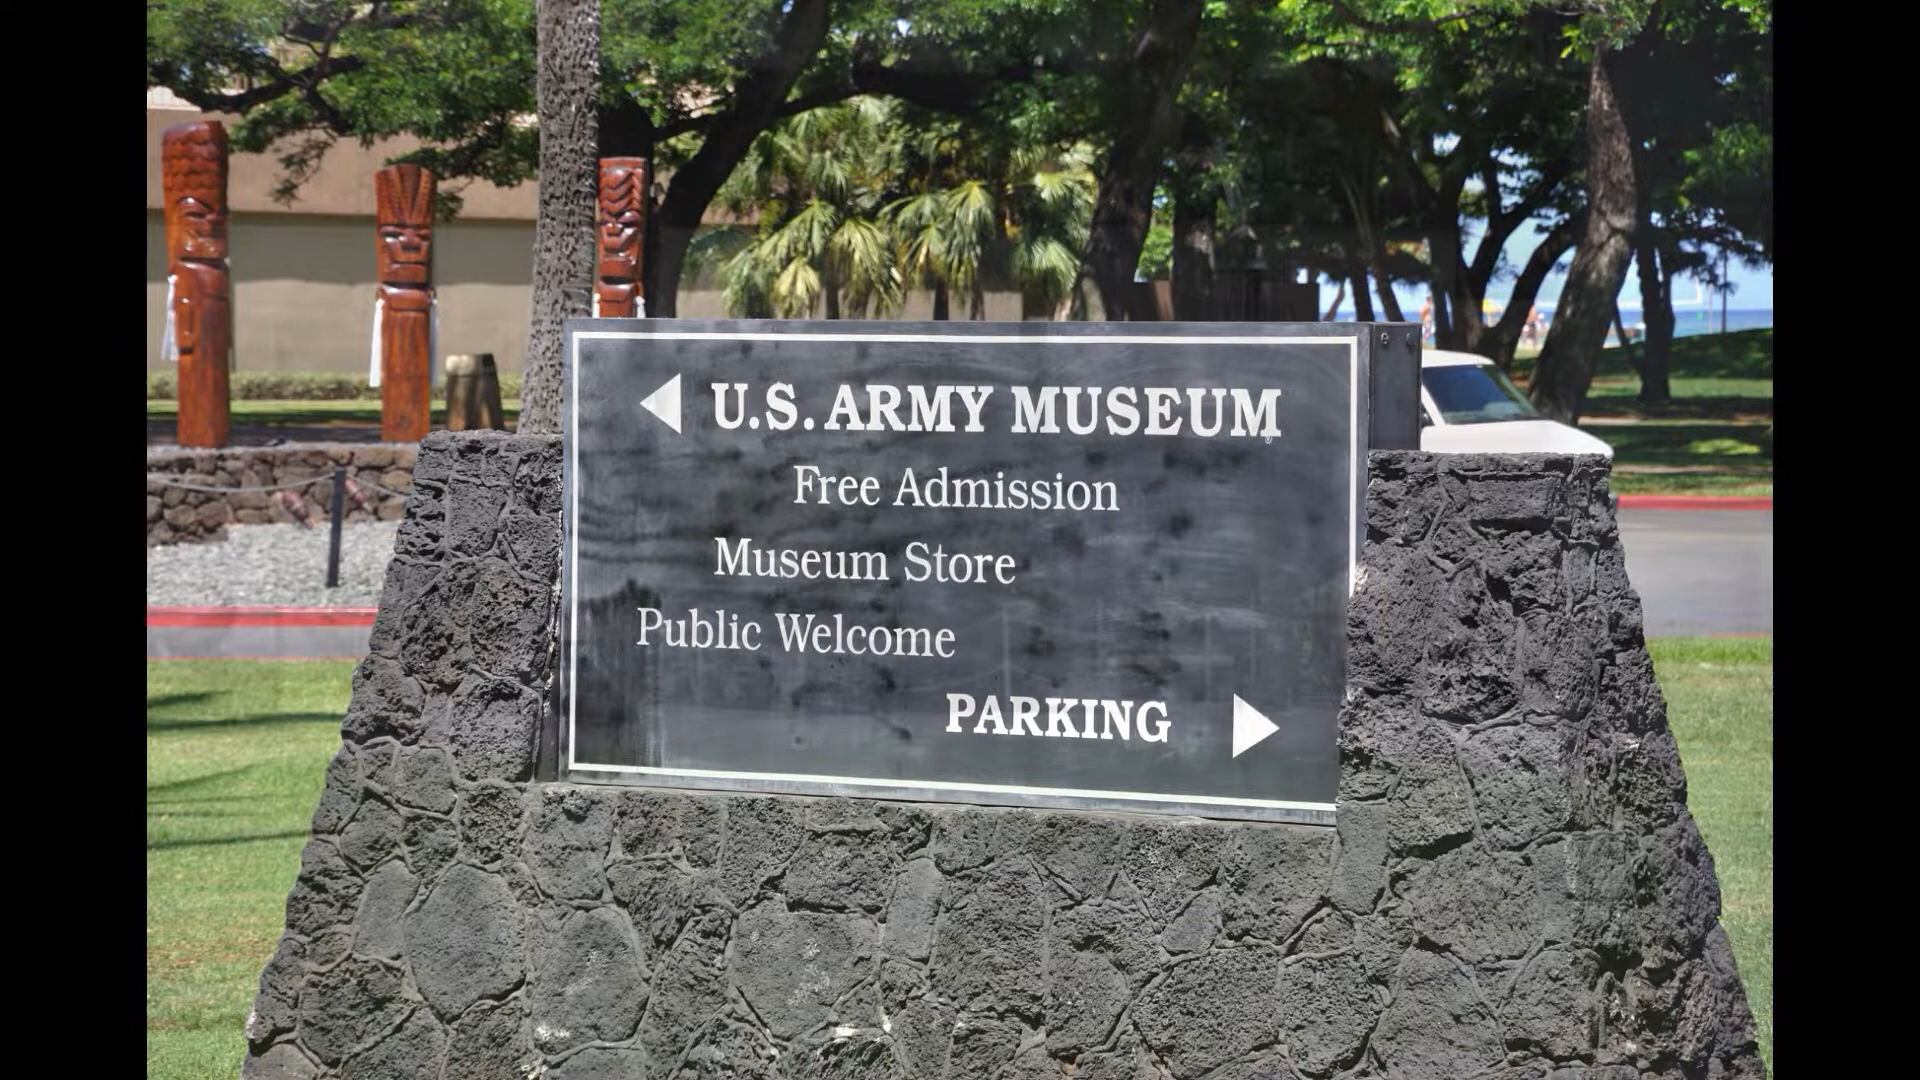 U.S. ARMY MUSEUM
Free Admission
Museum Store
Public Welcome
PARKING